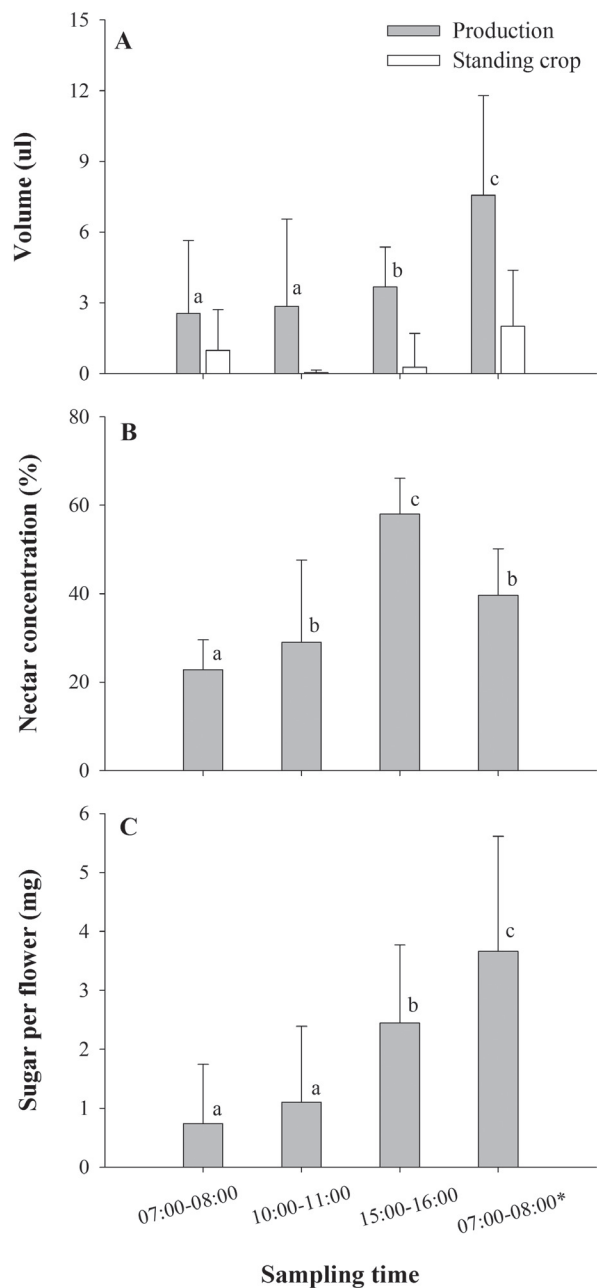 A
Production
Standing crop
Volume (ul)
15
12
9
6
3
0
a
a
b
c
B
Nectar concentration (%)
80
60
40
20
0
a
b
c
b
C
Sugar per flower (mg)
6
5
4
3
2
1
0
a
a
b
c
07:00-08:00
10:00-11:00
15:00-16:00
07:00-08:00*
Sampling time